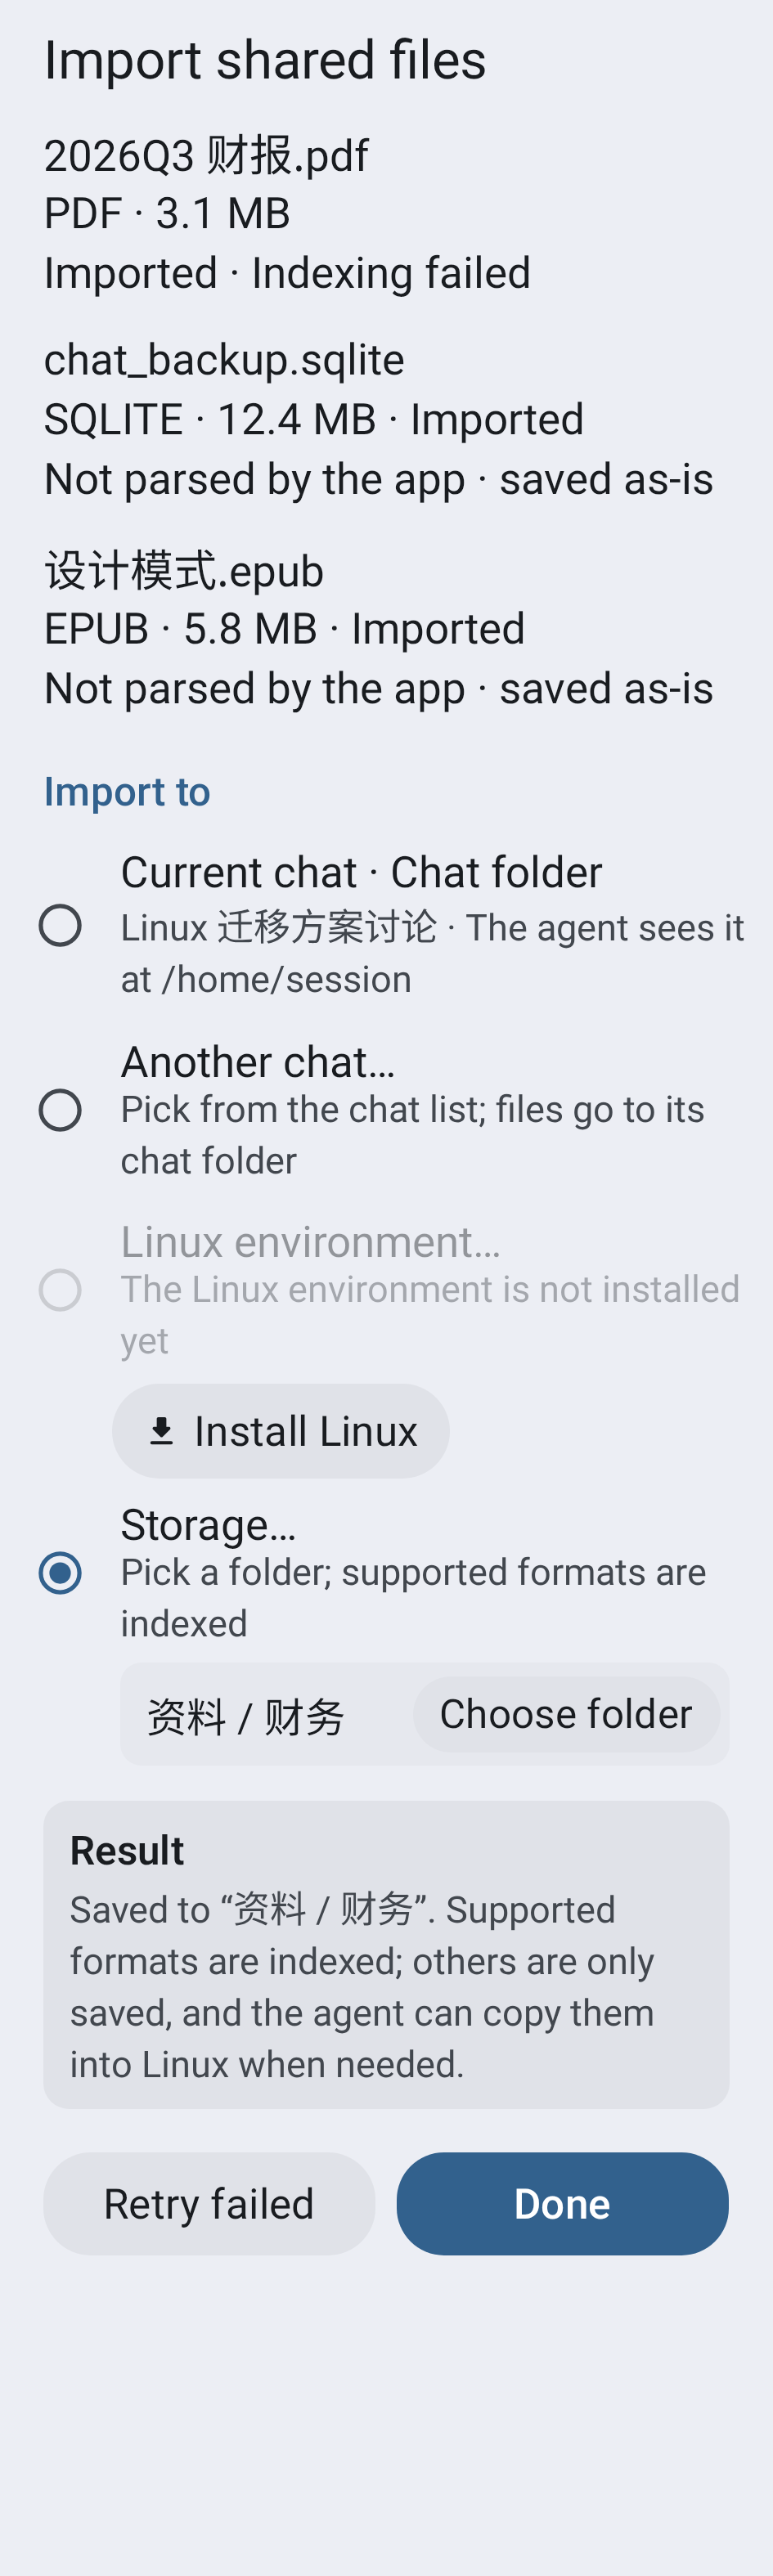 Import shared files
2026Q3 财报.pdf
PDF · 3.1 MB
Imported · Indexing failed
chat_backup.sqlite
SQLITE · 12.4 MB · Imported
Not parsed by the app · saved as-is
设计模式.epub
EPUB · 5.8 MB · Imported
Not parsed by the app · saved as-is
Import to
Current chat · Chat folder
Linux 迁移方案讨论 · The agent sees it
at /home/session
Another chat…
Pick from the chat list; files go to its
chat folder
Linux environment…
The Linux environment is not installed
yet
Install Linux
Storage…
Pick a folder; supported formats are
indexed
资料 / 财务
Choose folder
Result
Saved to “资料 / 财务”. Supported
formats are indexed; others are only
saved, and the agent can copy them
into Linux when needed.
Retry failed
Done